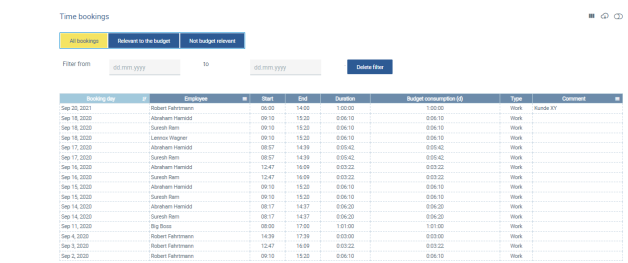 Time bookings
All bookings Relevant to the budget Not budget relevant
Filter from dd.mm.yyyy to dd.mm.yyyy Delete filter
Booking day Employee Start End Duration Budget consumption (d) Type Comment
Sep 20, 2021 Robert Fehrtmann 06:00 14:00 1:00:00 1:00:00 Work Kunde XY
Sep 18, 2020 Abraham Hamidd 09:10 15:20 0:06:10 0:06:10 Work
Sep 18, 2020 Suresh Ram 09:10 15:20 0:06:10 0:06:10 Work
Sep 18, 2020 Lennox Wagner 09:10 15:20 0:06:10 0:06:10 Work
Sep 17, 2020 Abraham Hamidd 08:57 14:39 0:05:42 0:05:42 Work
Sep 17, 2020 Suresh Ram 08:57 14:39 0:05:42 0:05:42 Work
Sep 16, 2020 Abraham Hamidd 12:47 16:09 0:03:22 0:03:22 Work
Sep 16, 2020 Suresh Ram 12:47 16:09 0:03:22 0:03:22 Work
Sep 15, 2020 Abraham Hamidd 09:10 15:20 0:06:10 0:06:10 Work
Sep 15, 2020 Suresh Ram 09:10 15:20 0:06:10 0:06:10 Work
Sep 14, 2020 Abraham Hamidd 08:17 14:37 0:06:20 0:06:20 Work
Sep 14, 2020 Suresh Ram 08:17 14:37 0:06:20 0:06:20 Work
Sep 11, 2020 Big Boss 08:00 17:00 1:01:00 1:01:00 Work
Sep 4, 2020 Robert Fehrtmann 14:39 17:39 0:03:00 0:03:00 Work
Sep 3, 2020 Robert Fehrtmann 12:47 16:09 0:03:22 0:03:22 Work
Sep 2, 2020 Robert Fehrtmann 09:10 15:20 0:06:10 0:06:10 Work